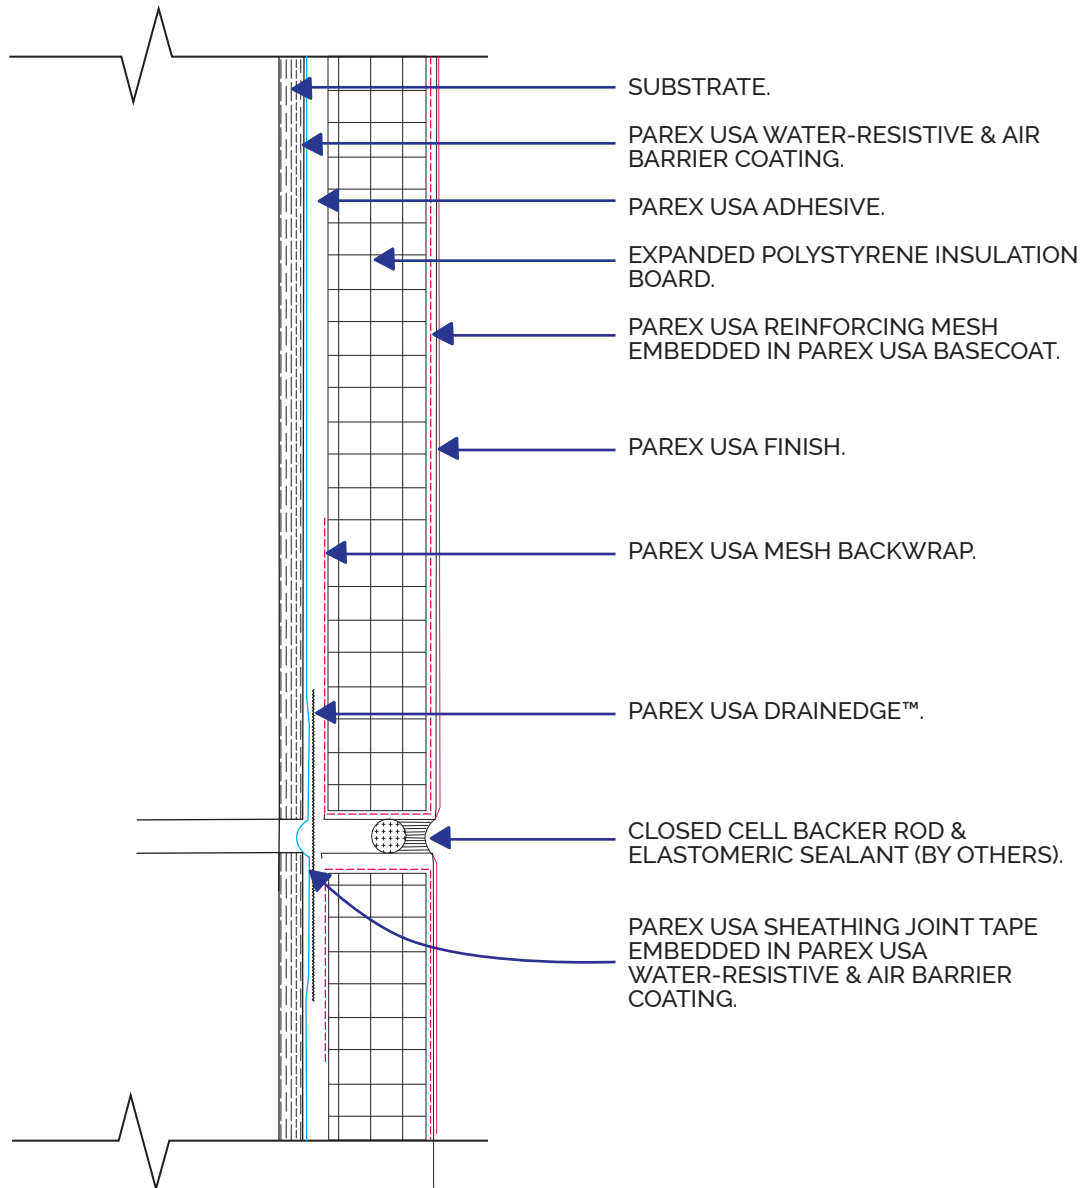 SUBSTRATE.
PAREX USA WATER-RESISTIVE & AIR
BARRIER COATING.
PAREX USA ADHESIVE.
EXPANDED POLYSTYRENE INSULATION
BOARD.
PAREX USA REINFORCING MESH
EMBEDDED IN PAREX USA BASECOAT.
PAREX USA FINISH.
PAREX USA MESH BACKWRAP.
PAREX USA DRAINEDGE™.
CLOSED CELL BACKER ROD &
ELASTOMERIC SEALANT (BY OTHERS).
PAREX USA SHEATHING JOINT TAPE
EMBEDDED IN PAREX USA
WATER-RESISTIVE & AIR BARRIER
COATING.